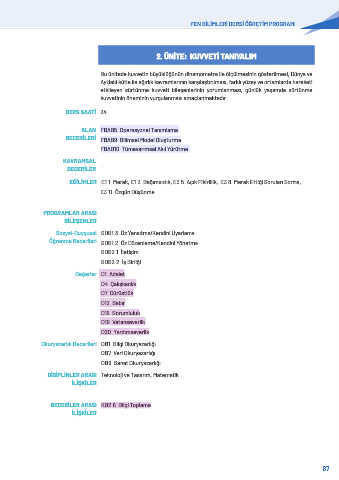 FEN BİLİMLERİ DERSİ ÖĞRETİM PROGRAMI
2. ÜNİTE: KUVVETİ TANIYALIM
Bu ünitede kuvvetin büyüklüğünün dinamometre ile ölçülmesinin gösterilmesi, Dünya ve
Ay'daki kütle ile ağırlık kavramlarının karşılaştırılması, farklı yüzey ve ortamlarda hareketi
etkileyen sürtünme kuvveti bileşenlerinin yorumlanması, günlük yaşamda sürtünme
kuvvetinin öneminin vurgulanması amaçlanmaktadır.
DERS SAATİ 24
ALAN BECERİLERİ
FBAB5. Operasyonel Tanımlama
FBAB9. Bilimsel Model Oluşturma
FBAB10. Tümevarımsal Akıl Yürütme
KAVRAMSAL
BECERİLER
EĞİLİMLER E1.1. Merak, E1.3. Bağımsızlık, E2.5. Açık Fikirlilik, E3.8. Merak Ettiği Soruları Sorma,
E3.11. Özgün Düşünme
PROGRAMLAR ARASI
BİLEŞENLER
Sosyal-Duygusal
Öğrenme Becerileri
SDB1.3. Öz Yansıtma/Kendini Uyarlama
SDB1.2. Öz Düzenleme/Kendini Yönetme
SDB2.1. İletişim
SDB2.2. İş Birliği
Değerler D1. Adalet
D4. Çalışkanlık
D7. Dürüstlük
D12. Sabır
D16. Sorumluluk
D19. Vatanseverlik
D20. Yardımseverlik
Okuryazarlık Becerileri OB1. Bilgi Okuryazarlığı
OB7. Veri Okuryazarlığı
OB9. Sanat Okuryazarlığı
DİSİPLİNLER ARASI
İLİŞKİLER
Teknoloji ve Tasarım, Matematik
BECERİLER ARASI
İLİŞKİLER
KB2.6. Bilgi Toplama
87